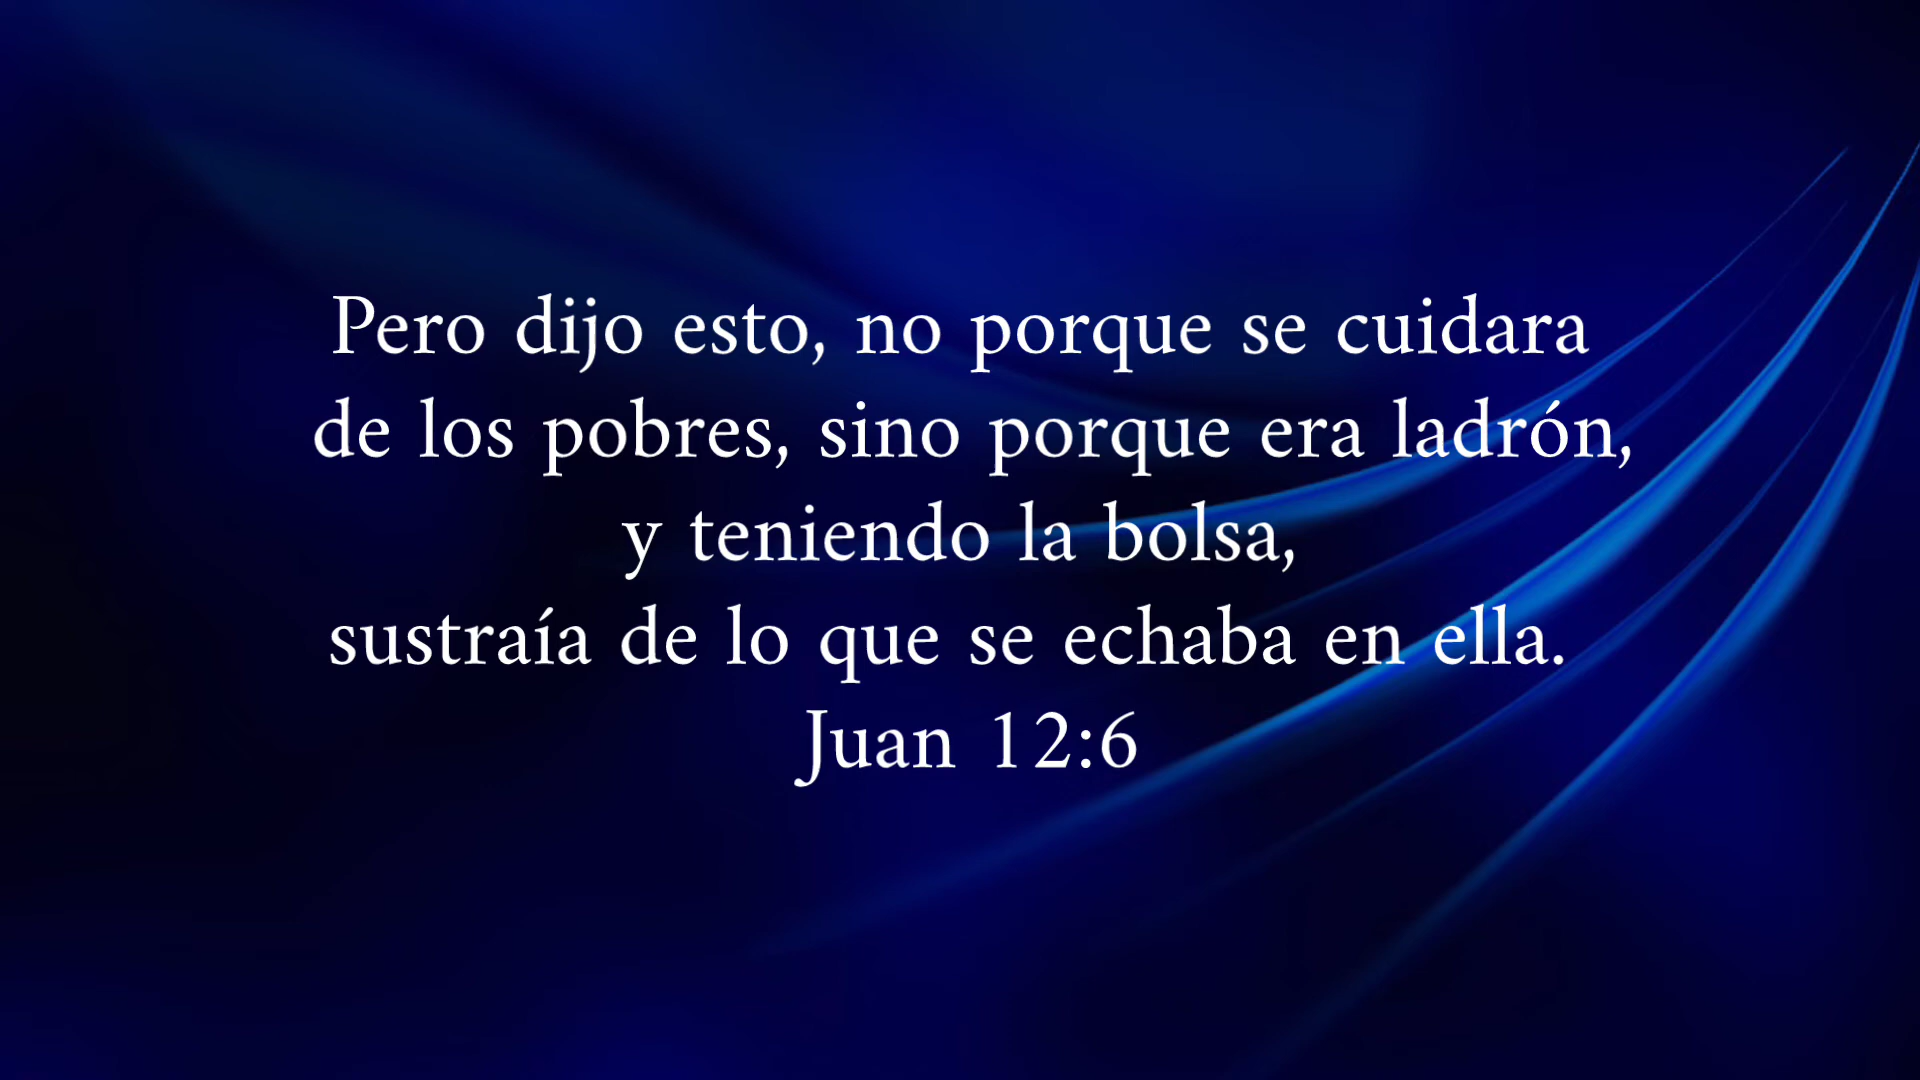 Pero dijo esto, no porque se cuidara
de los pobres, sino porque era ladrón,
y teniendo la bolsa,
sustraía de lo que se echaba en ella.
Juan 12:6